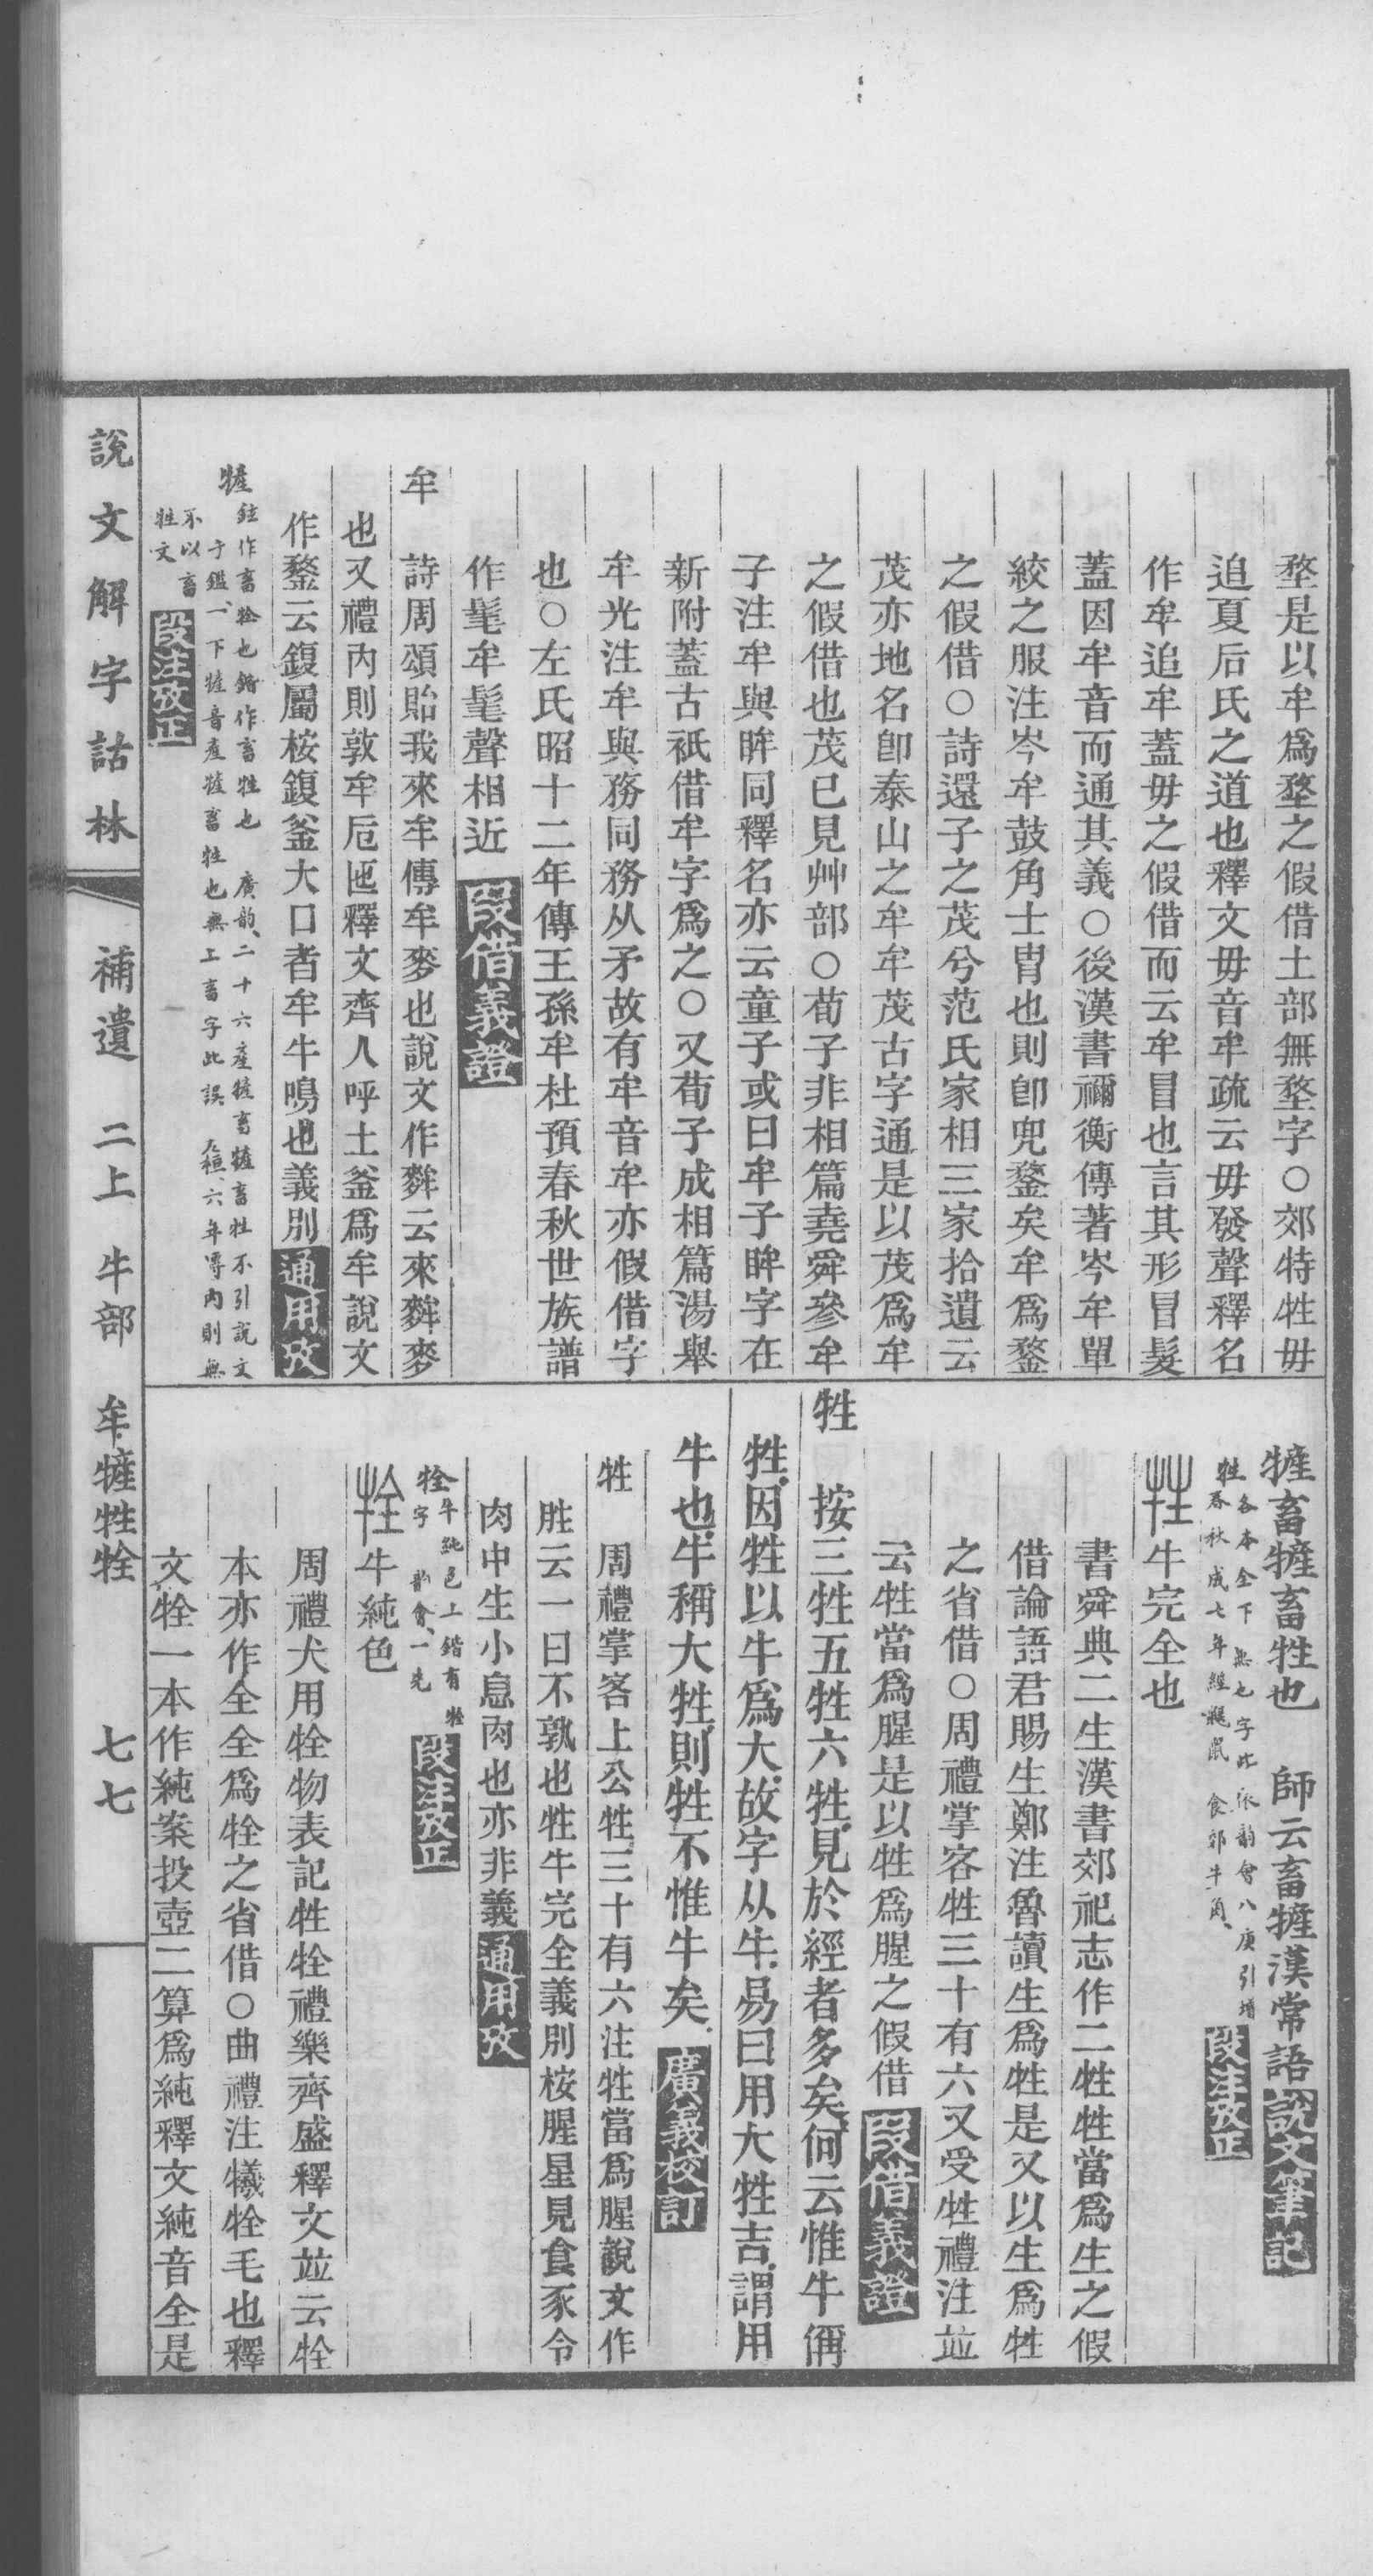 堥是以牟爲堥之假借土部無堥字○郊特牲毋
追夏后氏之道也釋文毋音牟疏云毋發聲釋名
作牟追牟蓋毋之假借而云牟冒也言其形冒髮
蓋因牟音而通其義○後漢書禰衡傳著岑牟單
絞之服注岑牟鼓角士胄也則卽兜鍪矣牟爲鍪
之假借○詩還子之茂兮范氏家相三家拾遺云
茂亦地名卽泰山之牟牟茂古字通是以茂爲牟
之假借也茂已見艸部○荀子非相篇堯舜參牟
子注牟與眸同釋名亦云童子或曰牟子眸字在
新附蓋古祇借牟字爲之○又荀子成相篇湯舉
牟光注牟與務同務从矛故有牟音牟亦假借字
也○左氏昭十二年傳王孫牟杜預春秋世族譜
作髦牟髦聲相近 段借義證
牟 詩周頌貽我來牟傳牟麥也說文作麰云來麰麥
也又禮內則敦牟卮匜釋文齊人呼土釜爲牟說文
作鍪云鍑屬桉鍑釜大口者牟牛鳴也義別 通用攷
㹌 鉉作畜牷也鍇作畜牲也 廣韵、二十六產㹌畜㹌畜牲不引說文
于鑑、一下㹌音產㹌畜牲也無上畜字此誤 左桓、六年傳內則無
不以畜
牲文 段注攷正
㹌畜㹌畜牲也 師云畜㹌漢常語 說文筆記
牲 各本全下無也字此依韵會八庚引增
春秋成七年經鼷鼠食郊牛角、 段注攷正
牲 牛完全也
書舜典二生漢書郊祀志作二牲牲當爲生之假
借論語君賜生鄭注魯讀生爲牲是又以生爲牲
之省借○周禮掌客牲三十有六又受牲禮注並
云牲當爲腥是以牲爲腥之假借 段借義證
牲 按三牲五牲六牲見於經者多矣何云惟牛偁
牲因牲以牛爲大故字从牛易曰用大牲吉謂用
牛也牛稱大牲則牲不惟牛矣 廣義校訂
牲 周禮掌客上公牲三十有六注牲當爲腥說文作
胜云一曰不孰也牲牛完全義別桉腥星見食豕令
肉中生小息肉也亦非義 通用攷
牷 牛純色上鍇有牷
字 韵會、一先 段注攷正
牷 牛純色
周禮犬用牷物表記牲牷禮樂齊盛釋文竝云牷
本亦作全全爲牷之省借○曲禮注犧牷毛也釋
文牷一本作純案投壺二算爲純釋文純音全是
說文解字詁林 補遺 二上 牛部 牟㹌牲牷 七七